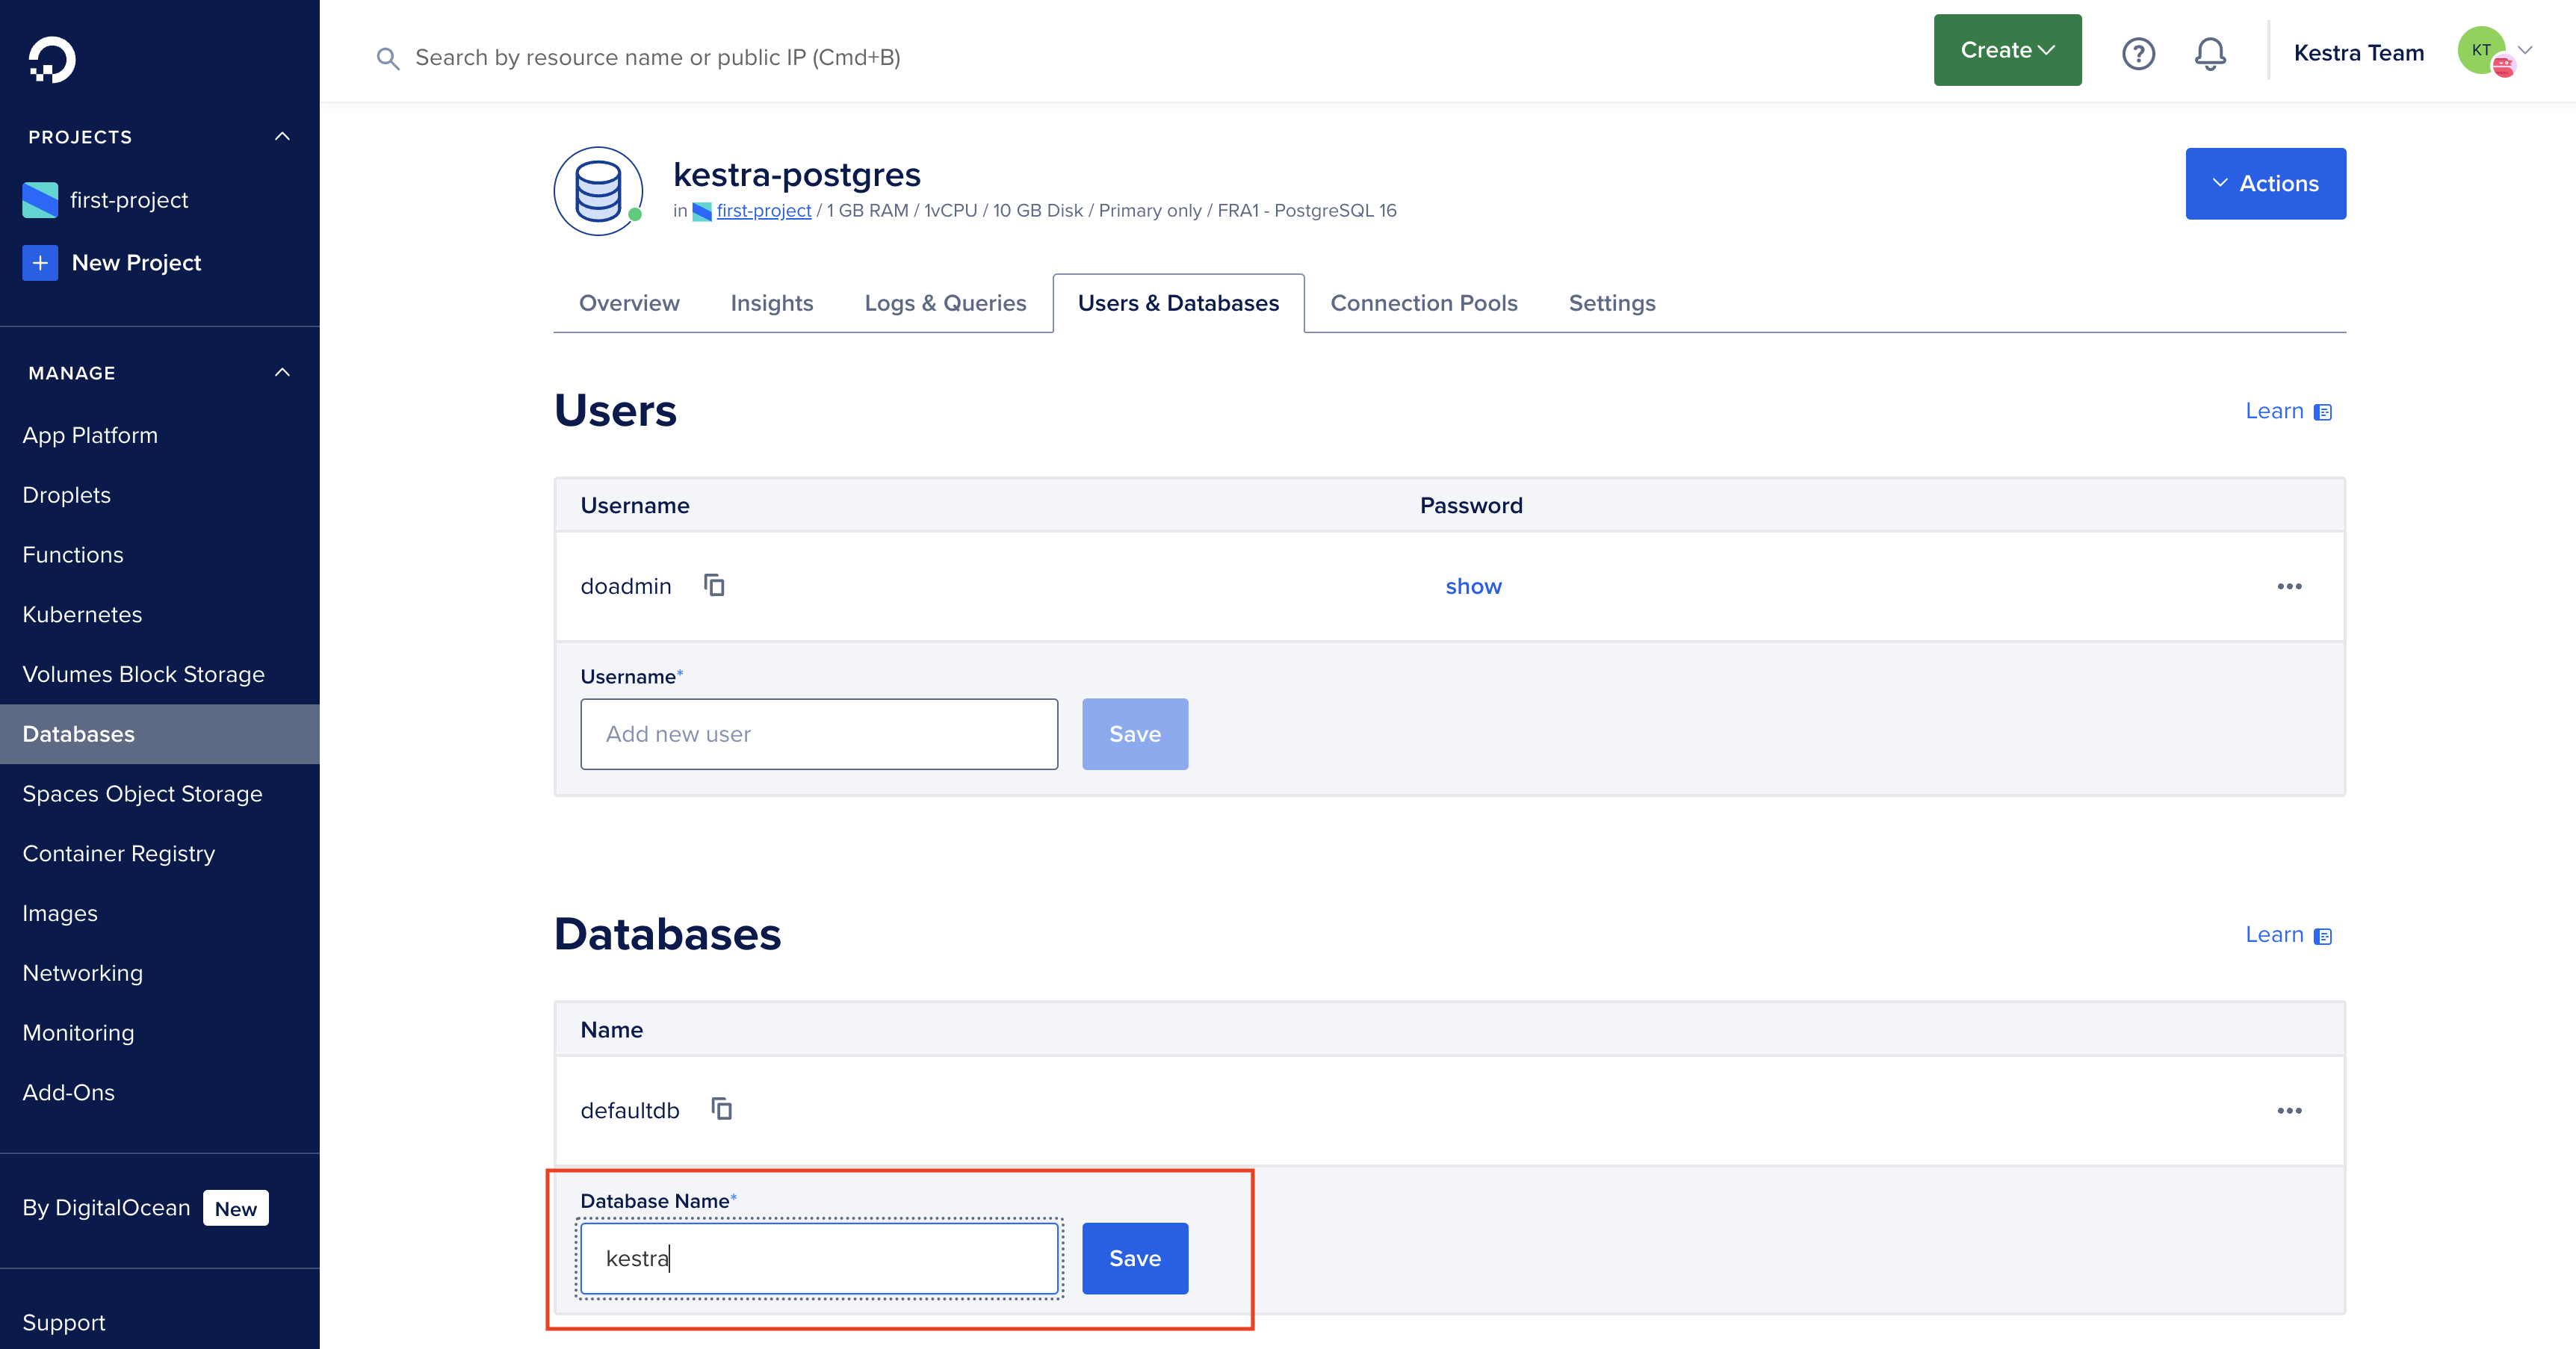 Search by resource name or public IP (Cmd+B)
Create
Kestra Team
KT
PROJECTS
first-project
New Project
MANAGE
App Platform
Droplets
Functions
Kubernetes
Volumes Block Storage
Databases
Spaces Object Storage
Container Registry
Images
Networking
Monitoring
Add-Ons
By DigitalOcean New
Support
kestra-postgres
in first-project / 1 GB RAM / 1vCPU / 10 GB Disk / Primary only / FRA1 - PostgreSQL 16
Actions
Overview Insights Logs & Queries Users & Databases Connection Pools Settings
Users
Learn
Username Password
doadmin show
Username*
Add new user Save
Databases
Learn
Name
defaultdb
Database Name*
kestra Save